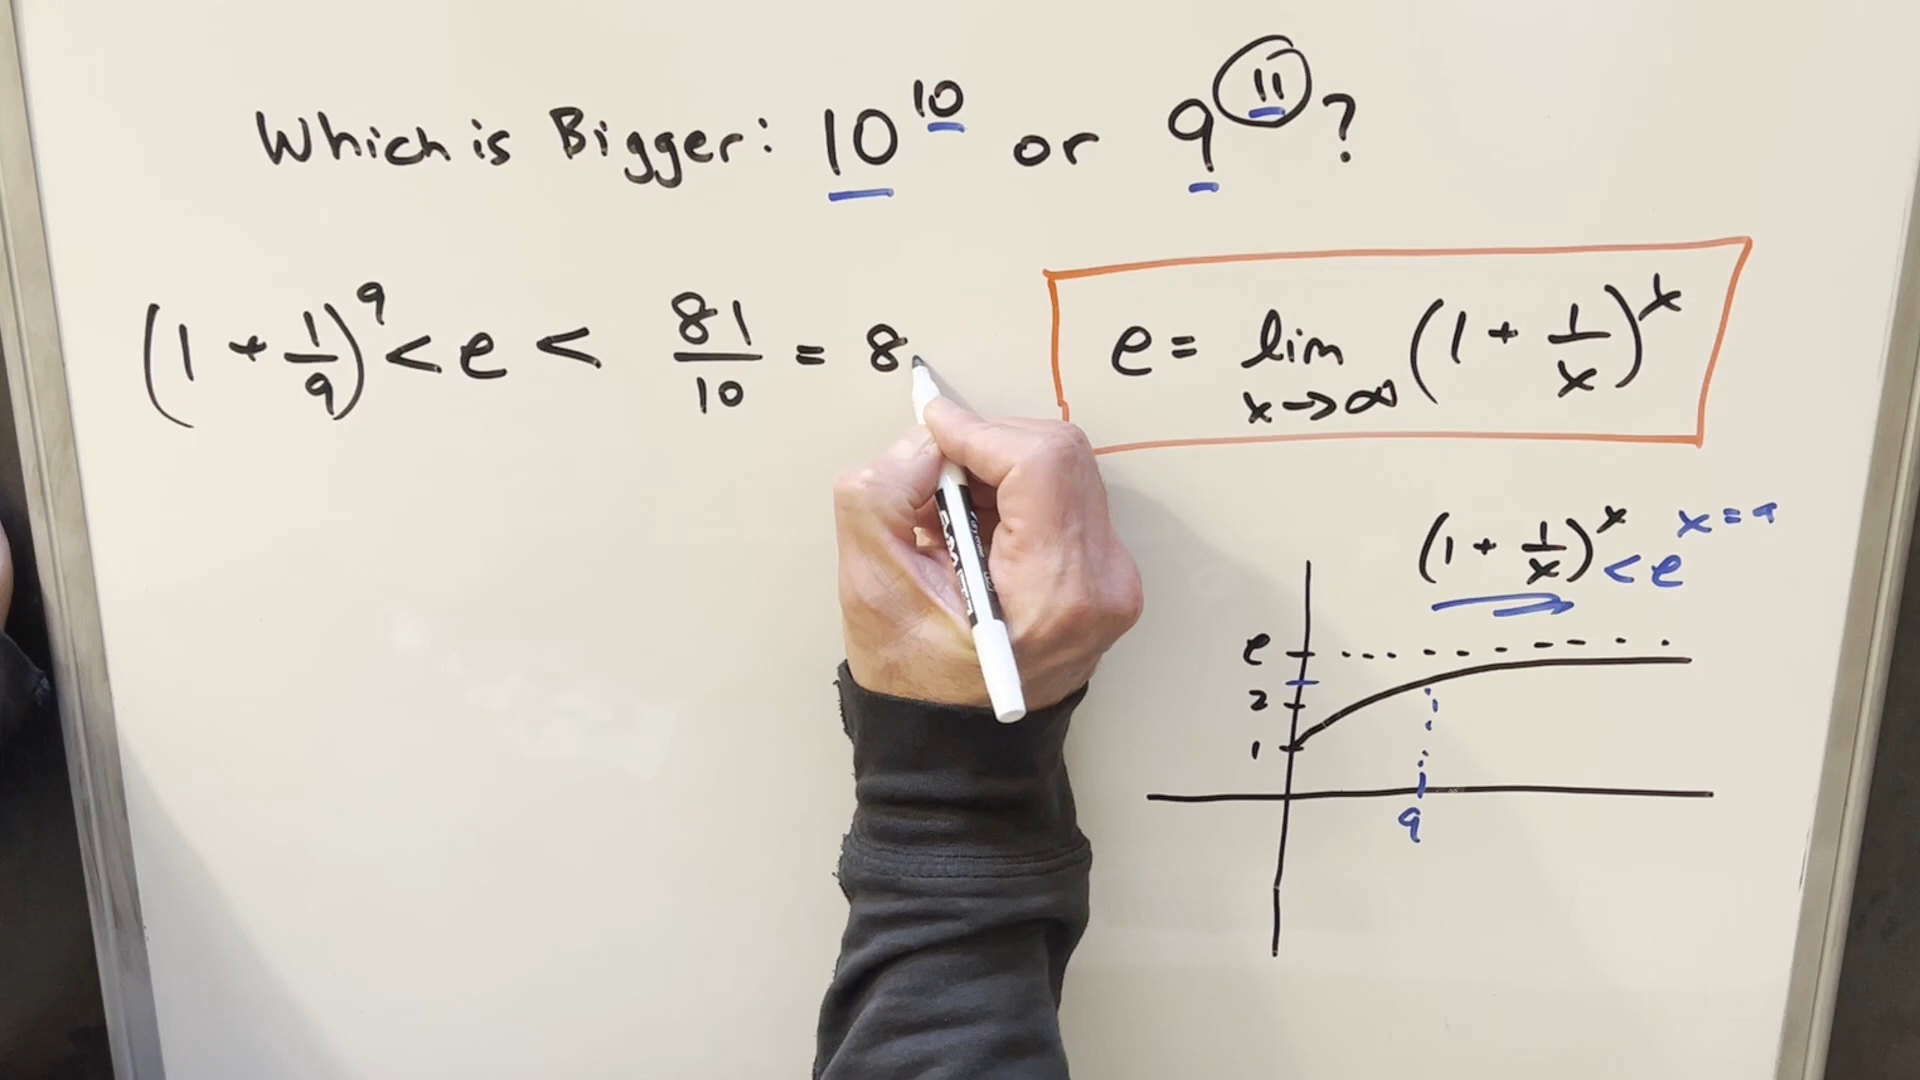 Which is Bigger: 10^10 or 9^11?
(1 + 1/9)^9 < e < 81/10 = 8.
e = lim x→∞ (1 + 1/x)^x
(1 + 1/x)^x < e x = 9
e
2
1
9
EXPO